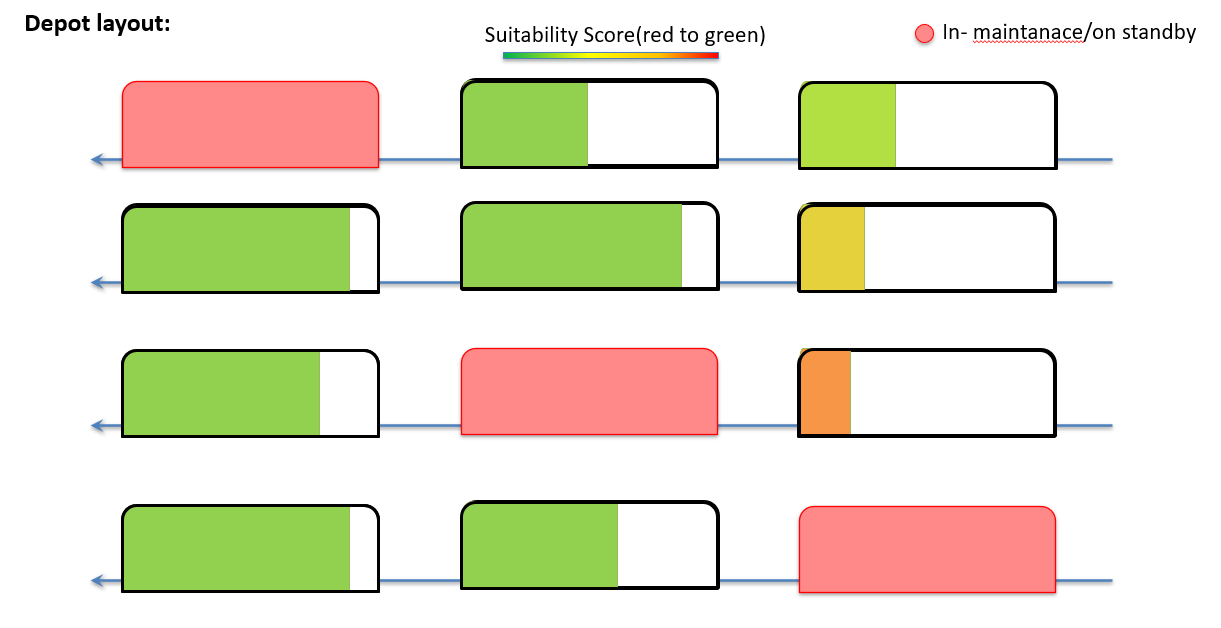 Depot layout:
Suitability Score(red to green)
In- maintanace/on standby